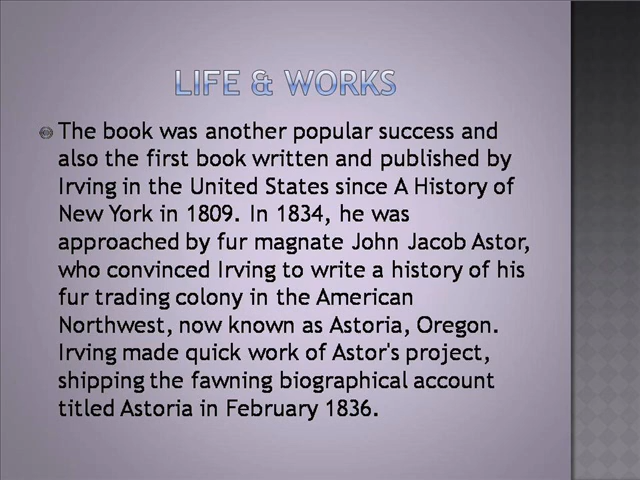 LIFE & WORKS
The book was another popular success and
also the first book written and published by
Irving in the United States since A History of
New York in 1809. In 1834, he was
approached by fur magnate John Jacob Astor,
who convinced Irving to write a history of his
fur trading colony in the American
Northwest, now known as Astoria, Oregon.
Irving made quick work of Astor's project,
shipping the fawning biographical account
titled Astoria in February 1836.